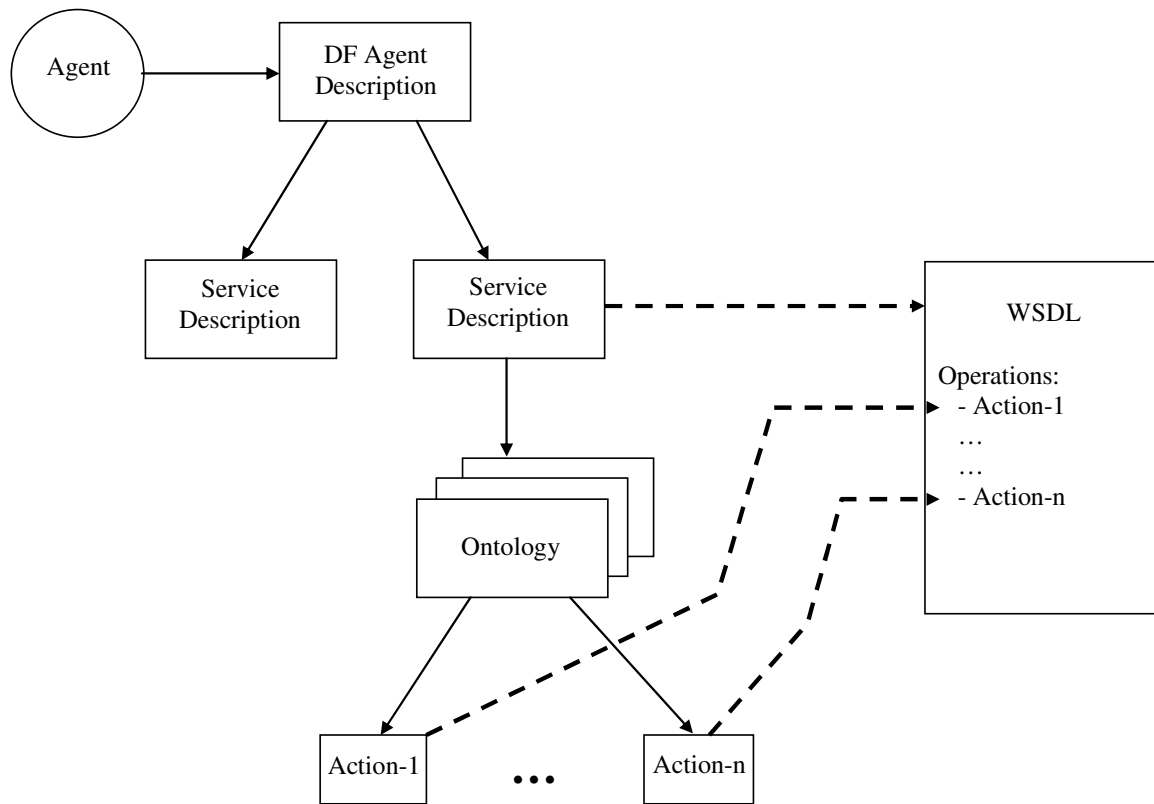 Agent
DF Agent
Description
Service
Description
Service
Description
WSDL
Operations:
- Action-1
…
…
- Action-n
Ontology
Action-1
...
Action-n